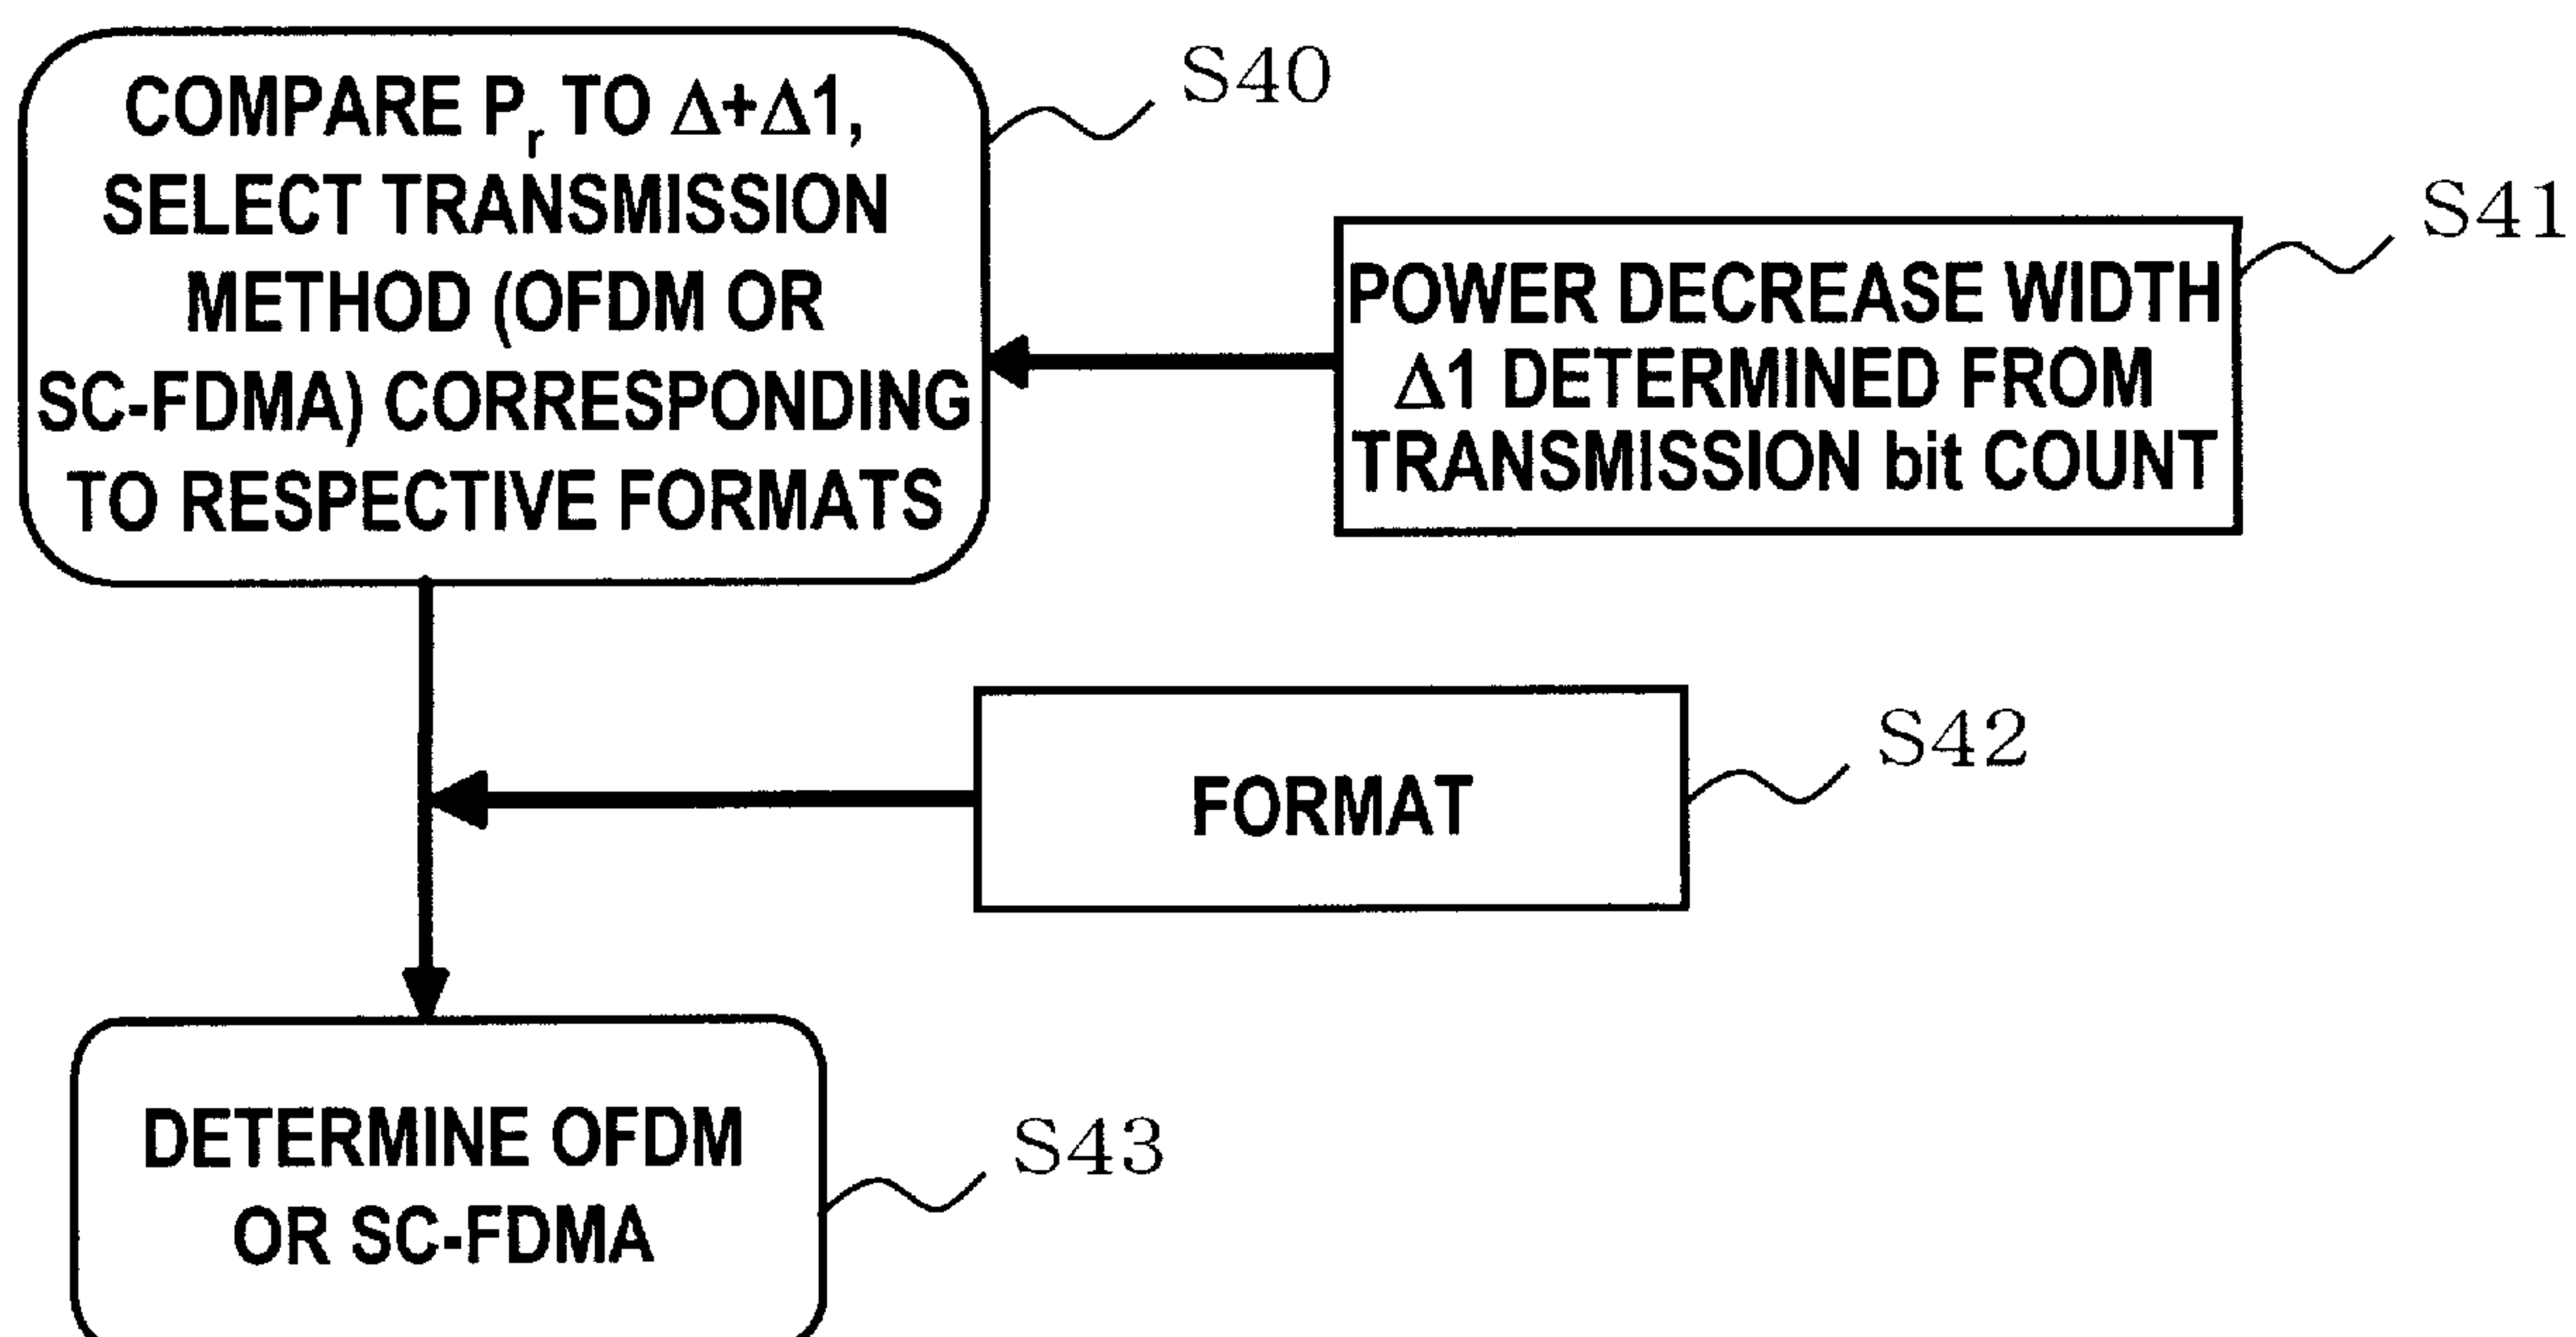 COMPARE Pr TO Δ+Δ1,
SELECT TRANSMISSION
METHOD (OFDM OR
SC-FDMA) CORRESPONDING
TO RESPECTIVE FORMATS
S40
POWER DECREASE WIDTH
Δ1 DETERMINED FROM
TRANSMISSION bit COUNT
S41
FORMAT
S42
DETERMINE OFDM
OR SC-FDMA
S43